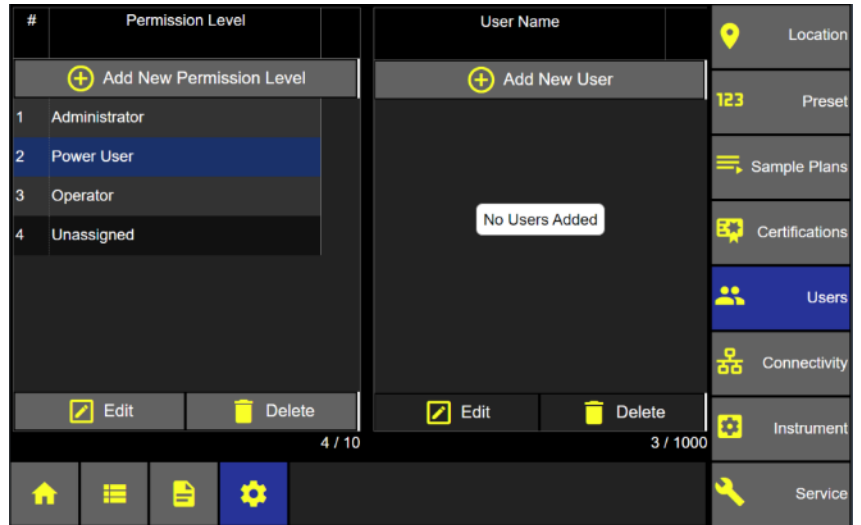 # Permission Level
Add New Permission Level
1 Administrator
2 Power User
3 Operator
4 Unassigned
Edit Delete
4 / 10
User Name
Add New User
No Users Added
Edit Delete
3 / 1000
Location
123 Preset
Sample Plans
Certifications
Users
Connectivity
Instrument
Service